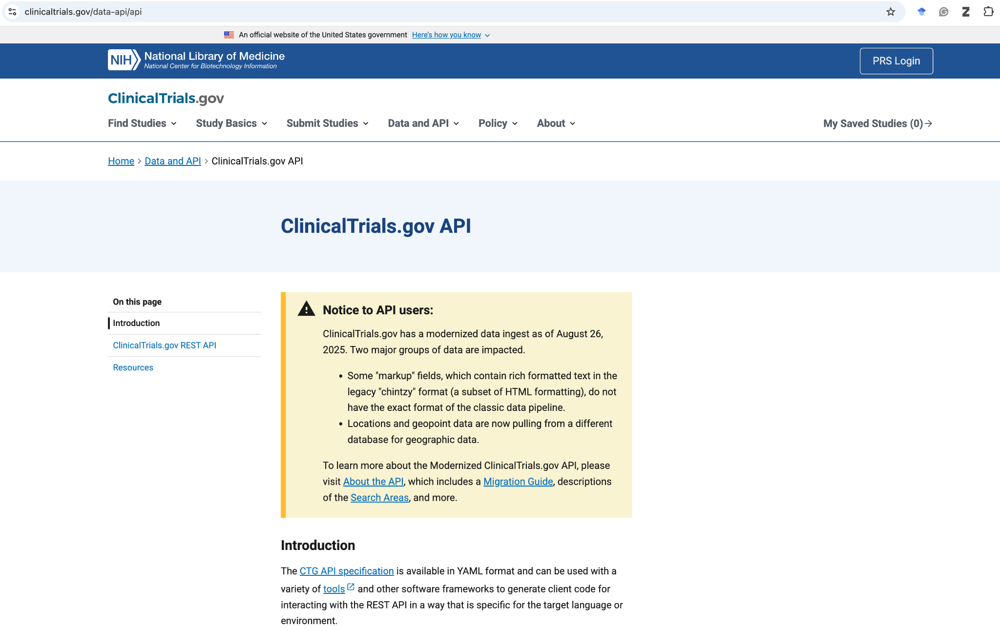 clinicaltrials.gov/data-api/api
An official website of the United States government Here's how you know
NIH National Library of Medicine
National Center for Biotechnology Information
PRS Login
ClinicalTrials.gov
Find Studies Study Basics Submit Studies Data and API Policy About My Saved Studies (0)
Home > Data and API > ClinicalTrials.gov API
ClinicalTrials.gov API
On this page
Introduction
ClinicalTrials.gov REST API
Resources
Notice to API users:
ClinicalTrials.gov has a modernized data ingest as of August 26,
2025. Two major groups of data are impacted.
• Some "markup" fields, which contain rich formatted text in the
legacy "chintzy" format (a subset of HTML formatting), do not
have the exact format of the classic data pipeline.
• Locations and geopoint data are now pulling from a different
database for geographic data.
To learn more about the Modernized ClinicalTrials.gov API, please
visit About the API, which includes a Migration Guide, descriptions
of the Search Areas, and more.
Introduction
The CTG API specification is available in YAML format and can be used with a
variety of tools and other software frameworks to generate client code for
interacting with the REST API in a way that is specific for the target language or
environment.